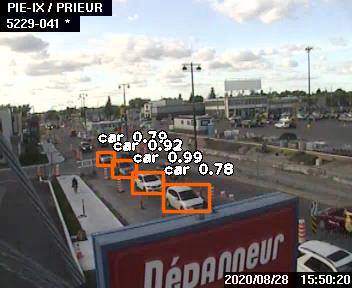 PIE-IX / PRIEUR
5229-041 *
car 0.79
car 0.92
car 0.99
car 0.78
Dépanneur
2020/08/28 15:50:20